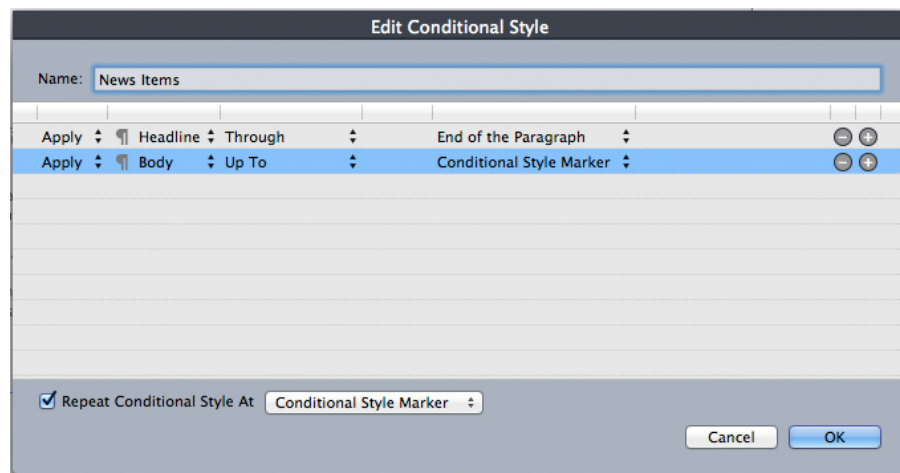 Edit Conditional Style
Name: News Items
Apply ¶ Headline Through End of the Paragraph
Apply ¶ Body Up To Conditional Style Marker
Repeat Conditional Style At Conditional Style Marker
Cancel OK